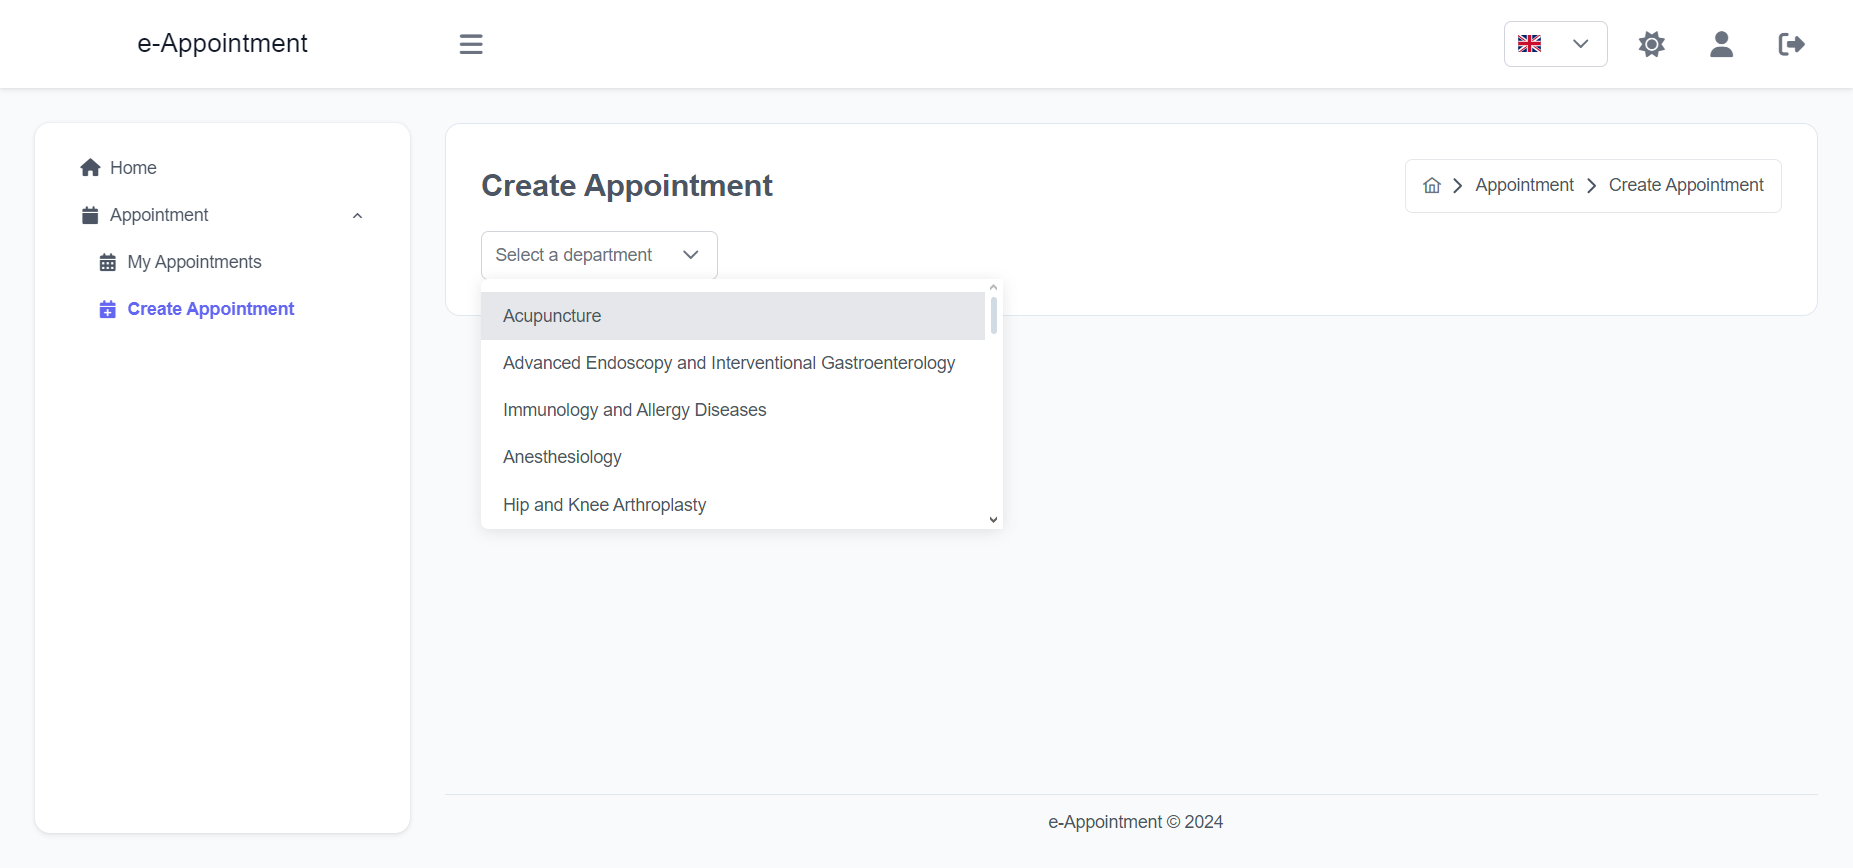 e-Appointment
Home
Appointment
My Appointments
Create Appointment
Create Appointment
Appointment
Create Appointment
Select a department
Acupuncture
Advanced Endoscopy and Interventional Gastroenterology
Immunology and Allergy Diseases
Anesthesiology
Hip and Knee Arthroplasty
e-Appointment © 2024